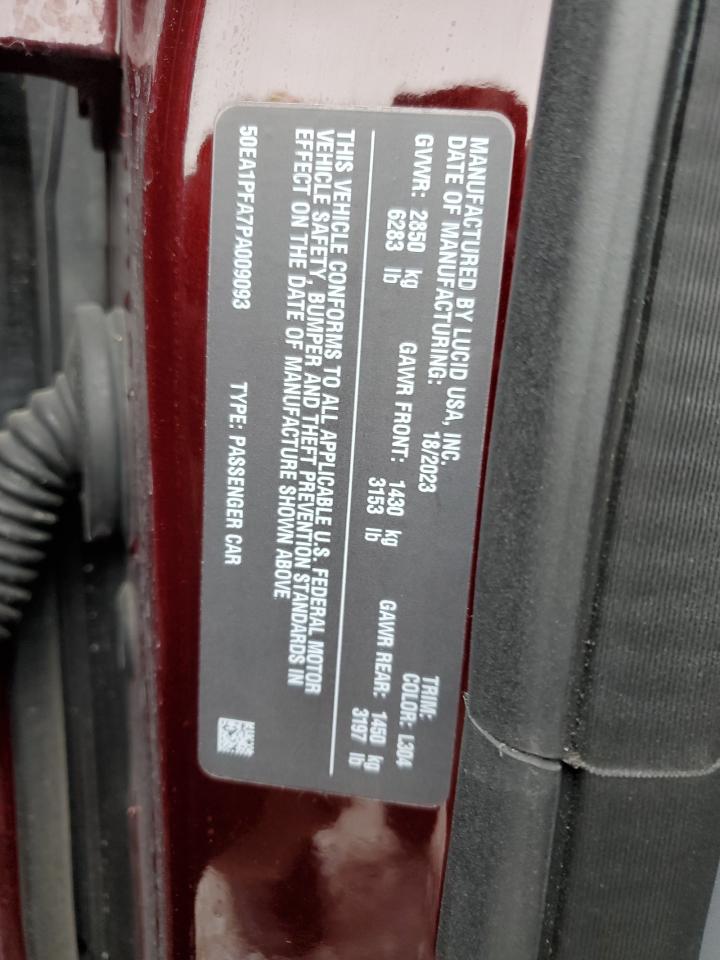 MANUFACTURED BY LUCID USA, INC.
DATE OF MANUFACTURING: 18/2023
TRIM:
COLOR: L304
GVWR: 2850 kg GAWR FRONT: 1430 kg GAWR REAR: 1450 kg
6283 lb 3153 lb 3197 lb
THIS VEHICLE CONFORMS TO ALL APPLICABLE U.S. FEDERAL MOTOR
VEHICLE SAFETY, BUMPER AND THEFT PREVENTION STANDARDS IN
EFFECT ON THE DATE OF MANUFACTURE SHOWN ABOVE
50EA1PFA7PA009093 TYPE: PASSENGER CAR